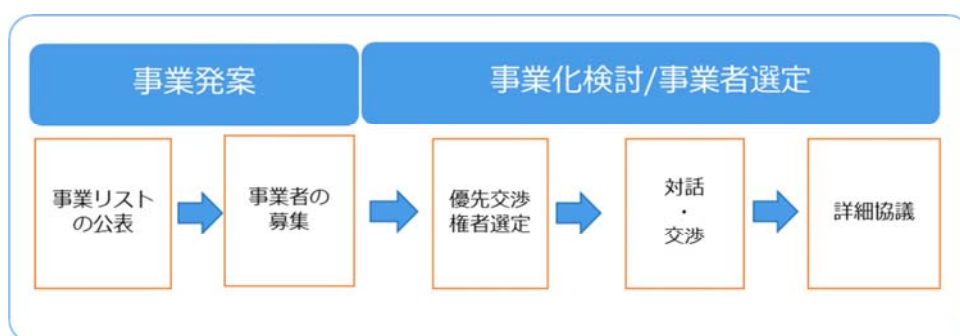 事業発案
事業化検討/事業者選定
事業リスト
の公表
事業者の
募集
優先交渉
権者選定
対話
・
交渉
詳細協議